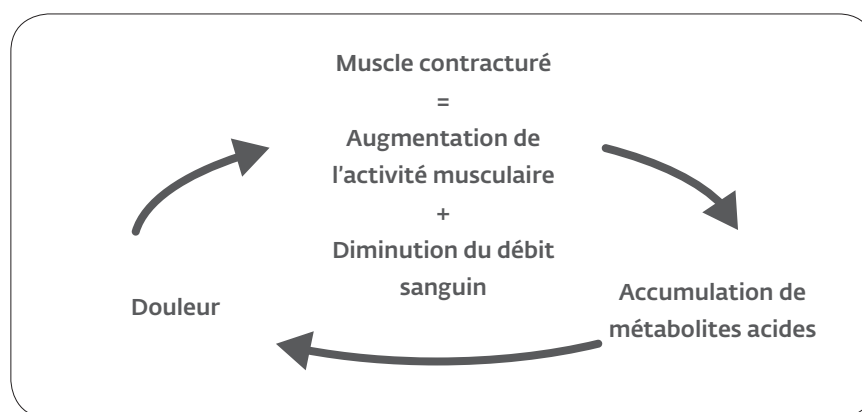 Muscle contracturé
=
Augmentation de
l'activité musculaire
+
Diminution du débit
sanguin
Accumulation de
métabolites acides
Douleur